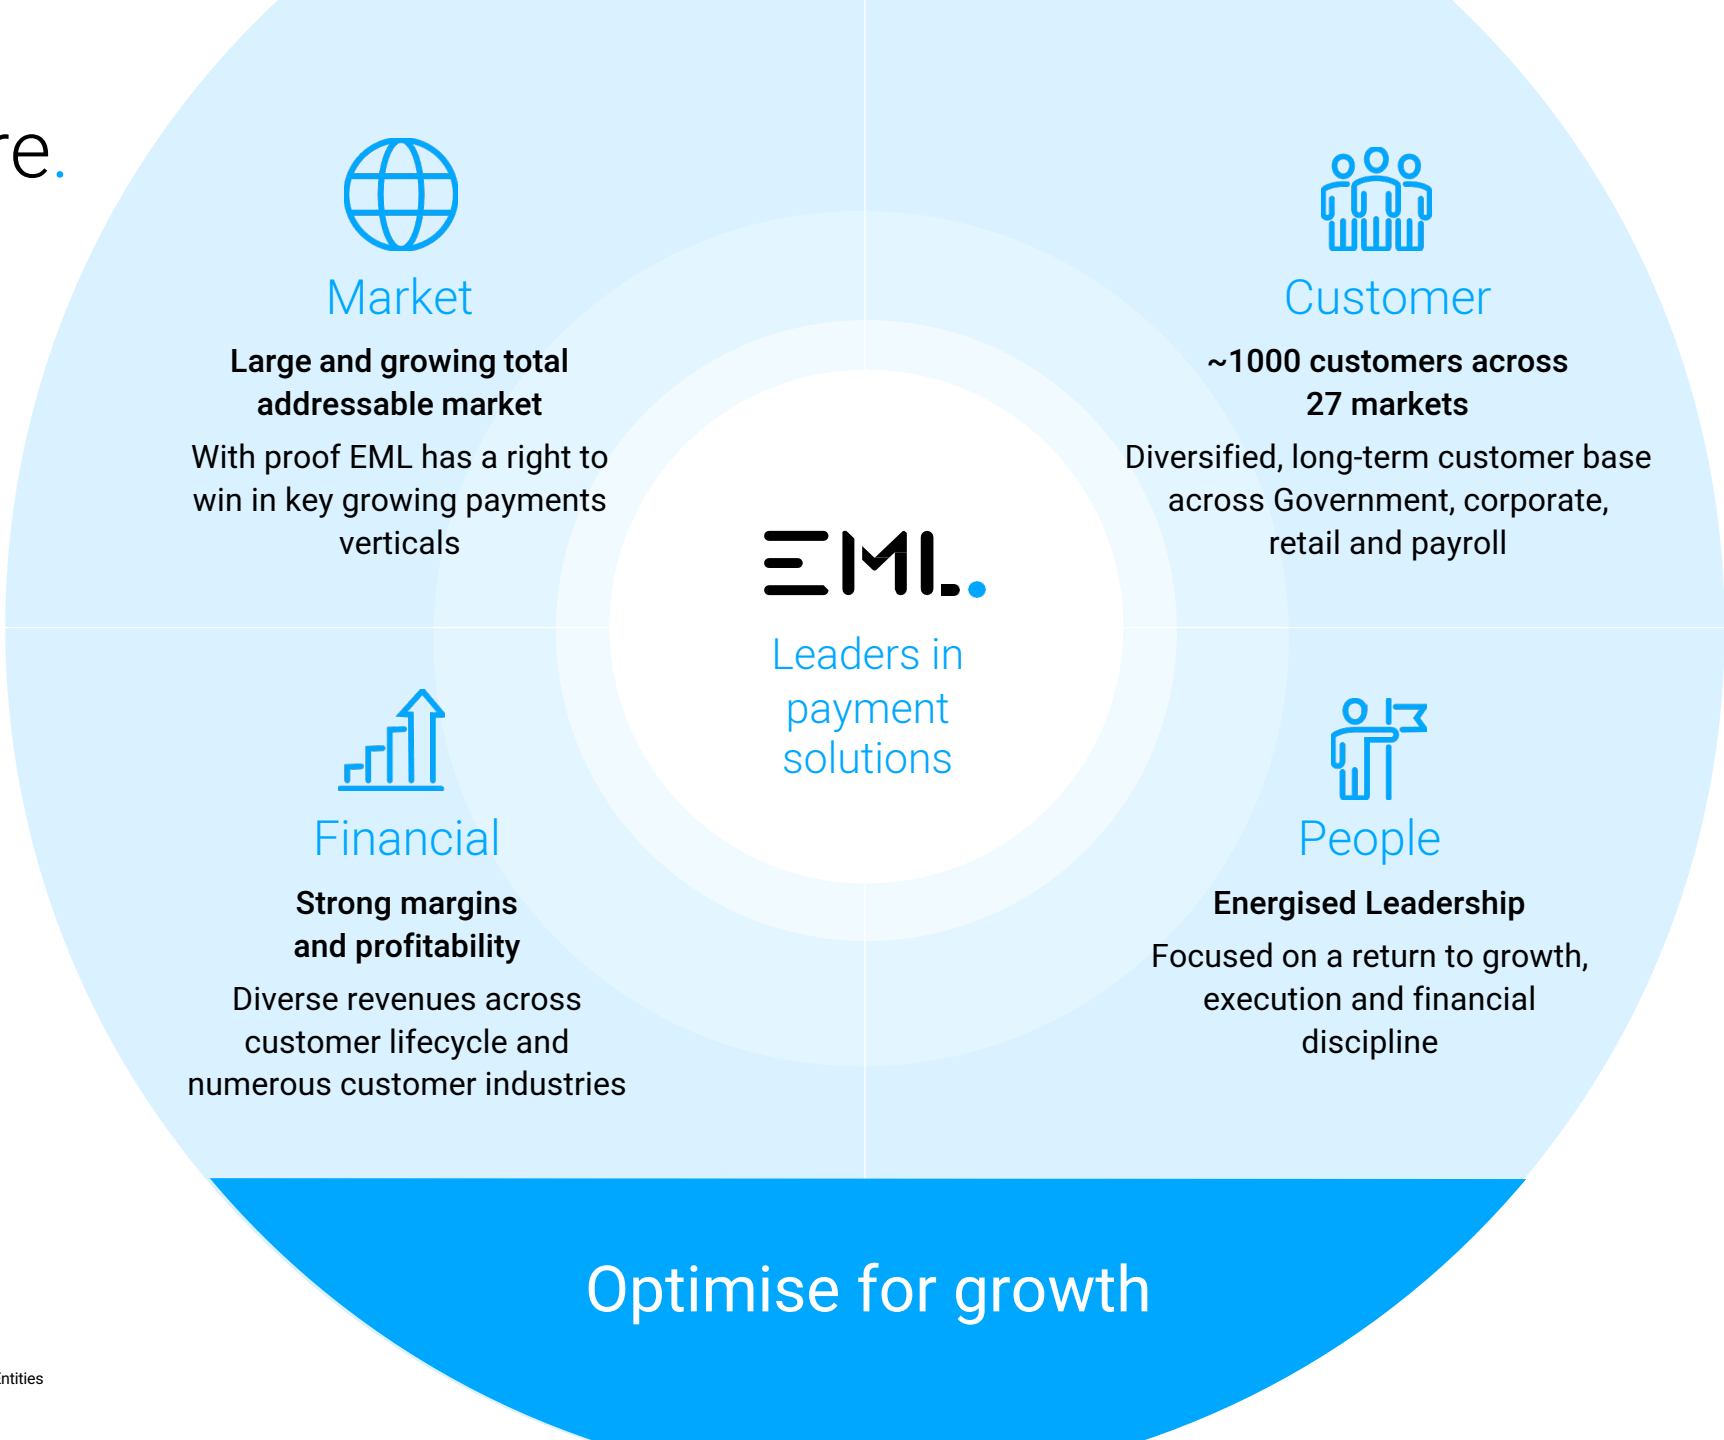 re.
Market
Large and growing total
addressable market
With proof EML has a right to
win in key growing payments
verticals
Customer
~1000 customers across
27 markets
Diversified, long-term customer base
across Government, corporate,
retail and payroll
EML.
Leaders in
payment
solutions
Financial
Strong margins
and profitability
Diverse revenues across
customer lifecycle and
numerous customer industries
People
Energised Leadership
Focused on a return to growth,
execution and financial
discipline
Optimise for growth
ntities